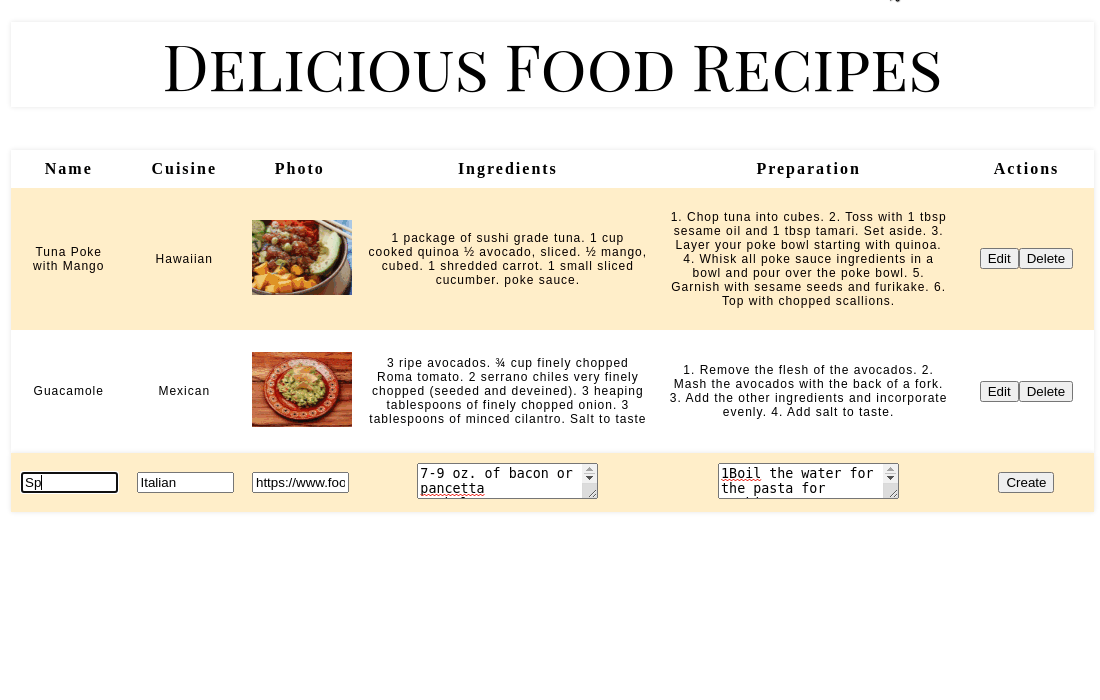 Delicious Food Recipes
Name Cuisine Photo Ingredients Preparation Actions
Tuna Poke
with Mango
Hawaiian
1 package of sushi grade tuna. 1 cup
cooked quinoa ½ avocado, sliced. ½ mango,
cubed. 1 shredded carrot. 1 small sliced
cucumber. poke sauce.
1. Chop tuna into cubes. 2. Toss with 1 tbsp
sesame oil and 1 tbsp tamari. Set aside. 3.
Layer your poke bowl starting with quinoa.
4. Whisk all poke sauce ingredients in a
bowl and pour over the poke bowl. 5.
Garnish with sesame seeds and furikake. 6.
Top with chopped scallions.
Edit Delete
Guacamole
Mexican
3 ripe avocados. ¾ cup finely chopped
Roma tomato. 2 serrano chiles very finely
chopped (seeded and deveined). 3 heaping
tablespoons of finely chopped onion. 3
tablespoons of minced cilantro. Salt to taste
1. Remove the flesh of the avocados. 2.
Mash the avocados with the back of a fork.
3. Add the other ingredients and incorporate
evenly. 4. Add salt to taste.
Edit Delete
Sp
Italian
https://www.foo
7-9 oz. of bacon or
pancetta
1Boil the water for
the pasta for
Create